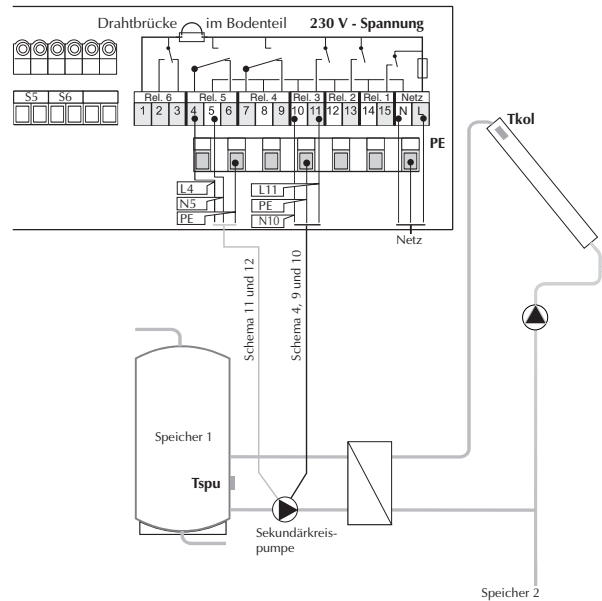 Drahtbrücke im Bodenteil 230 V - Spannung
S5 S6
Rel. 6 Rel. 5 Rel. 4 Rel. 3 Rel. 2 Rel. 1 Netz
1 2 3 4 5 6 7 8 9 10 11 12 13 14 15 N L
PE
Tkol
L4
N5
PE
L11
PE
N10
Netz
Schema 11 und 12
Schema 4, 9 und 10
Speicher 1
Tspu
Sekundärkreis-
pumpe
Speicher 2